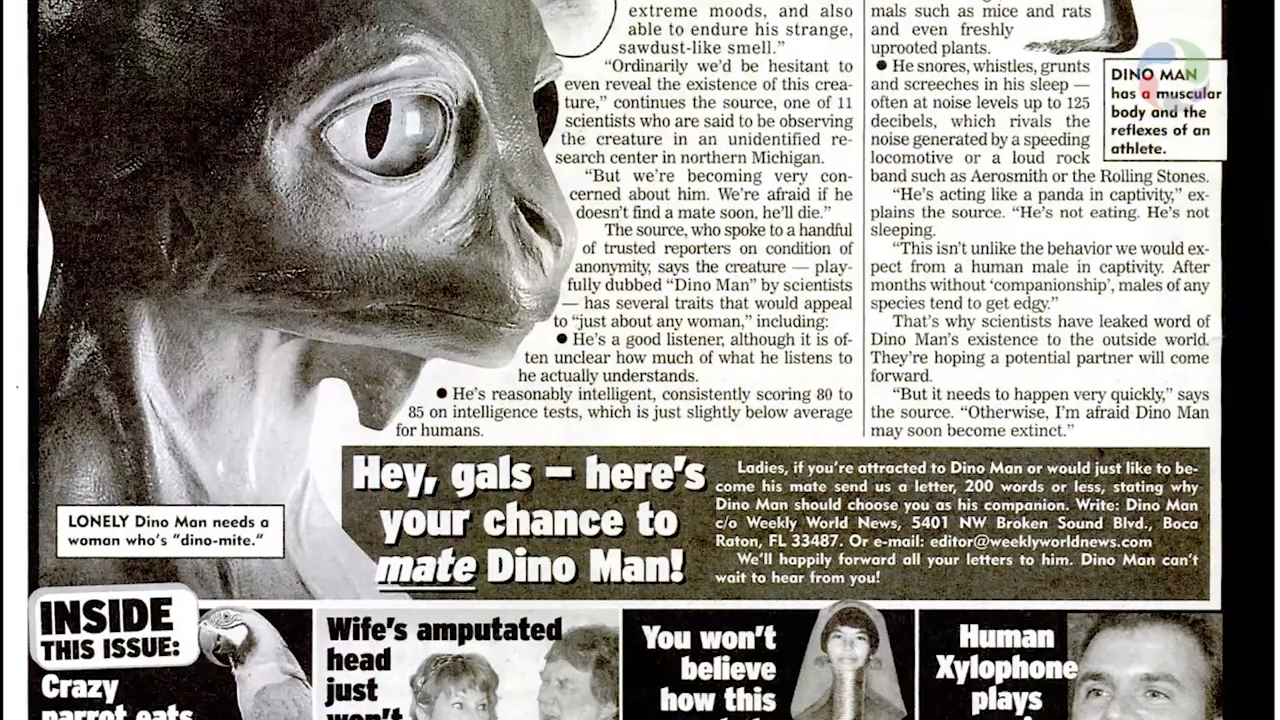 extreme moods, and also
able to endure his strange,
sawdust-like smell.”
“Ordinarily we’d be hesitant to
even reveal the existence of this crea-
ture,” continues the source, one of 11
scientists who are said to be observing
the creature in an unidentified re-
search center in northern Michigan.
“But we’re becoming very con-
cerned about him. We’re afraid if he
doesn’t find a mate soon, he’ll die.”
The source, who spoke to a handful
of trusted reporters on condition of
anonymity, says the creature — play-
fully dubbed “Dino Man” by scientists
— has several traits that would appeal
to “just about any woman,” including:
● He’s a good listener, although it is of-
ten unclear how much of what he listens to
he actually understands.
● He’s reasonably intelligent, consistently scoring 80 to
85 on intelligence tests, which is just slightly below average
for humans.
mals such as mice and rats
and even freshly
uprooted plants.
● He snores, whistles, grunts
and screeches in his sleep —
often at noise levels up to 125
decibels, which rivals the
noise generated by a speeding
locomotive or a loud rock
band such as Aerosmith or the Rolling Stones.
“He’s acting like a panda in captivity,” ex-
plains the source. “He’s not eating. He’s not
sleeping.
“This isn’t unlike the behavior we would ex-
pect from a human male in captivity. After
months without ‘companionship’, males of any
species tend to get edgy.”
That’s why scientists have leaked word of
Dino Man’s existence to the outside world.
They’re hoping a potential partner will come
forward.
“But it needs to happen very quickly,” says
the source. “Otherwise, I’m afraid Dino Man
may soon become extinct.”
DINO MAN
has a muscular
body and the
reflexes of an
athlete.
LONELY Dino Man needs a
woman who’s “dino-mite.”
Hey, gals – here’s
your chance to
mate Dino Man!
Ladies, if you’re attracted to Dino Man or would just like to be-
come his mate send us a letter, 200 words or less, stating why
Dino Man should choose you as his companion. Write: Dino Man
c/o Weekly World News, 5401 NW Broken Sound Blvd., Boca
Raton, FL 33487. Or e-mail: editor@weeklyworldnews.com
We’ll happily forward all your letters to him. Dino Man can’t
wait to hear from you!
INSIDE
THIS ISSUE:
Crazy
parrot eats
Wife’s amputated
head
just
won’t
You won’t
believe
how this
Human
Xylophone
plays